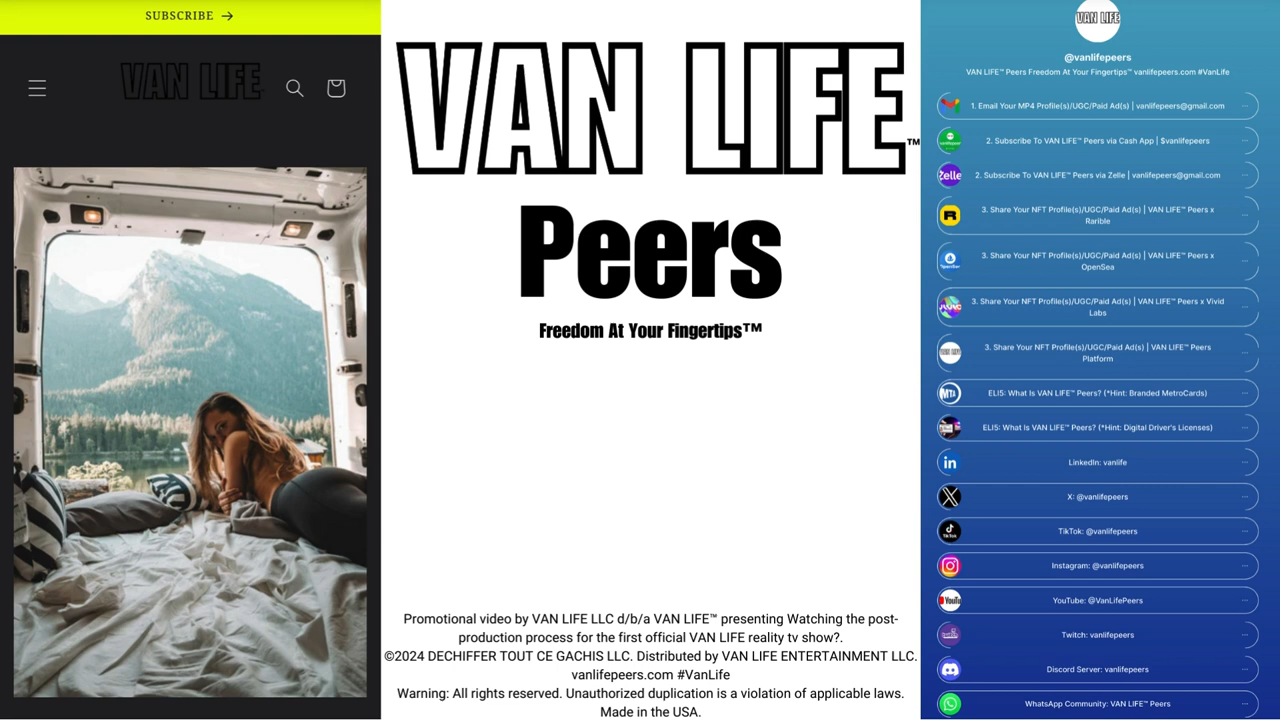 SUBSCRIBE →
VAN LIFE
VAN LIFE™
Peers
Freedom At Your Fingertips™
Promotional video by VAN LIFE LLC d/b/a VAN LIFE™ presenting Watching the post-
production process for the first official VAN LIFE reality tv show?.
©2024 DECHIFFER TOUT CE GACHIS LLC. Distributed by VAN LIFE ENTERTAINMENT LLC.
vanlifepeers.com #VanLife
Warning: All rights reserved. Unauthorized duplication is a violation of applicable laws.
Made in the USA.
VAN LIFE
@vanlifepeers
VAN LIFE™ Peers Freedom At Your Fingertips™ vanlifepeers.com #VanLife
1. Email Your MP4 Profile(s)/UGC/Paid Ad(s) | vanlifepeers@gmail.com
2. Subscribe To VAN LIFE™ Peers via Cash App | $vanlifepeers
Zelle
2. Subscribe To VAN LIFE™ Peers via Zelle | vanlifepeers@gmail.com
R
3. Share Your NFT Profile(s)/UGC/Paid Ad(s) | VAN LIFE™ Peers x
Rarible
3. Share Your NFT Profile(s)/UGC/Paid Ad(s) | VAN LIFE™ Peers x
OpenSea
3. Share Your NFT Profile(s)/UGC/Paid Ad(s) | VAN LIFE™ Peers x Vivid
Labs
VAN LIFE
3. Share Your NFT Profile(s)/UGC/Paid Ad(s) | VAN LIFE™ Peers
Platform
MTA
ELI5: What Is VAN LIFE™ Peers? (*Hint: Branded MetroCards)
ELI5: What Is VAN LIFE™ Peers? (*Hint: Digital Driver's Licenses)
in
LinkedIn: vanlife
X: @vanlifepeers
TikTok
TikTok: @vanlifepeers
Instagram: @vanlifepeers
YouTu
YouTube: @VanLifePeers
Twitch: vanlifepeers
Discord Server: vanlifepeers
WhatsApp Community: VAN LIFE™ Peers